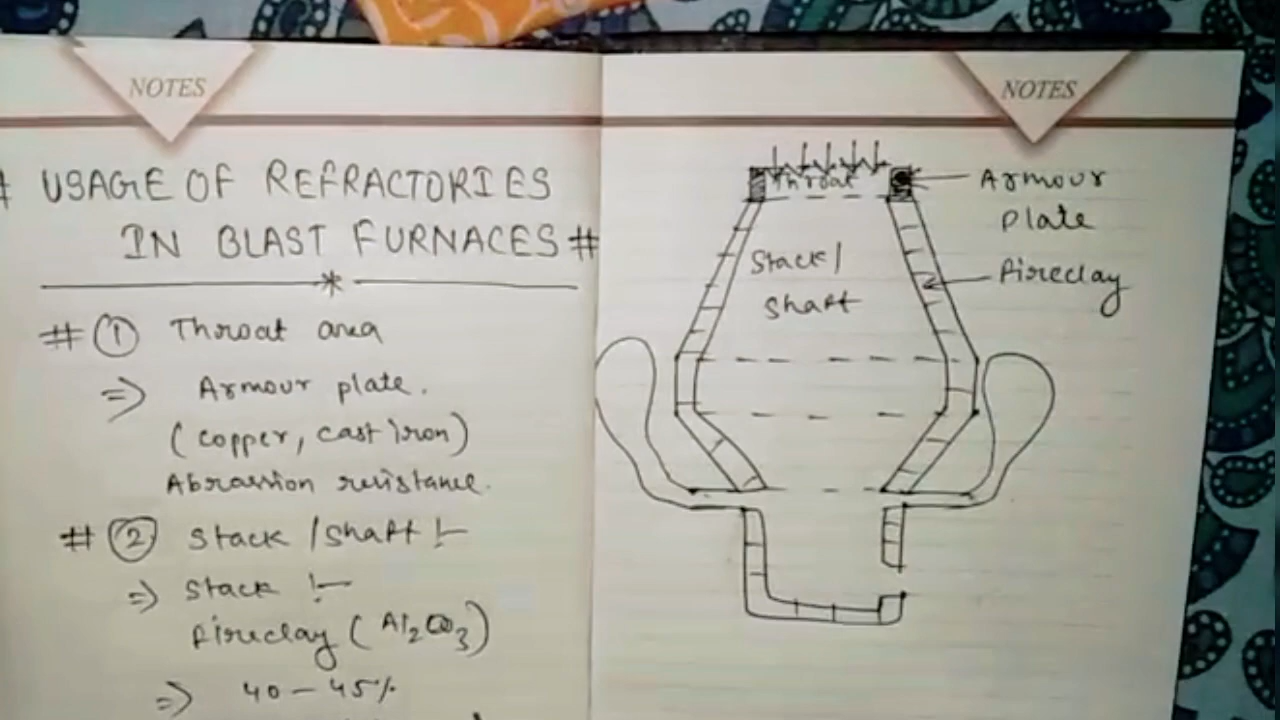 NOTES
# USAGE OF REFRACTORIES
IN BLAST FURNACES #
# ① Throat area
=> Armour plate.
(copper, cast iron)
Abrassion resistance.
# ② Stack / Shaft :-
=> Stack :-
fireclay (Al2O3)
=> 40 – 45%
NOTES
Throat
Armour
plate
Stack/
Shaft
fireclay